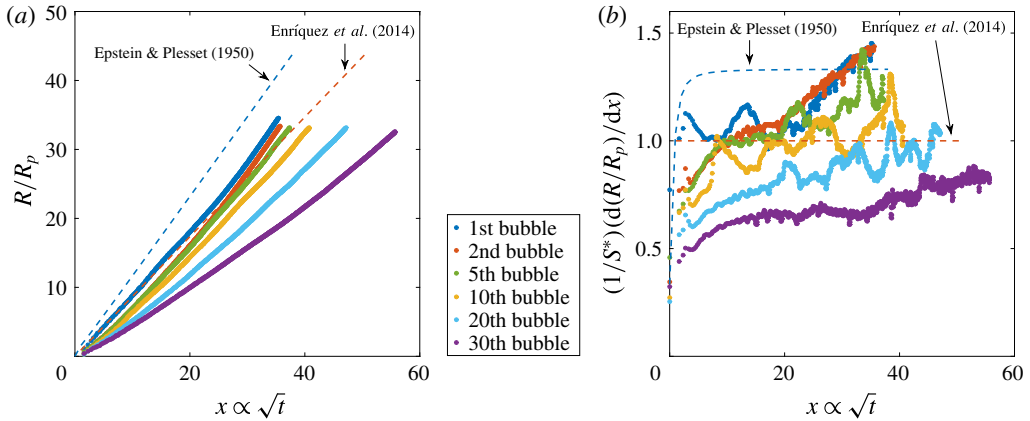 (a)
50
40
30
20
10
0
20
40
60
R/R_p
x ∝ √t
Epstein & Plesset (1950)
Enríquez et al. (2014)
1st bubble
2nd bubble
5th bubble
10th bubble
20th bubble
30th bubble
(b)
1.5
1.0
0.5
0
20
40
60
(1/S*)(d(R/R_p)/dx)
x ∝ √t
Epstein & Plesset (1950)
Enríquez et al. (2014)